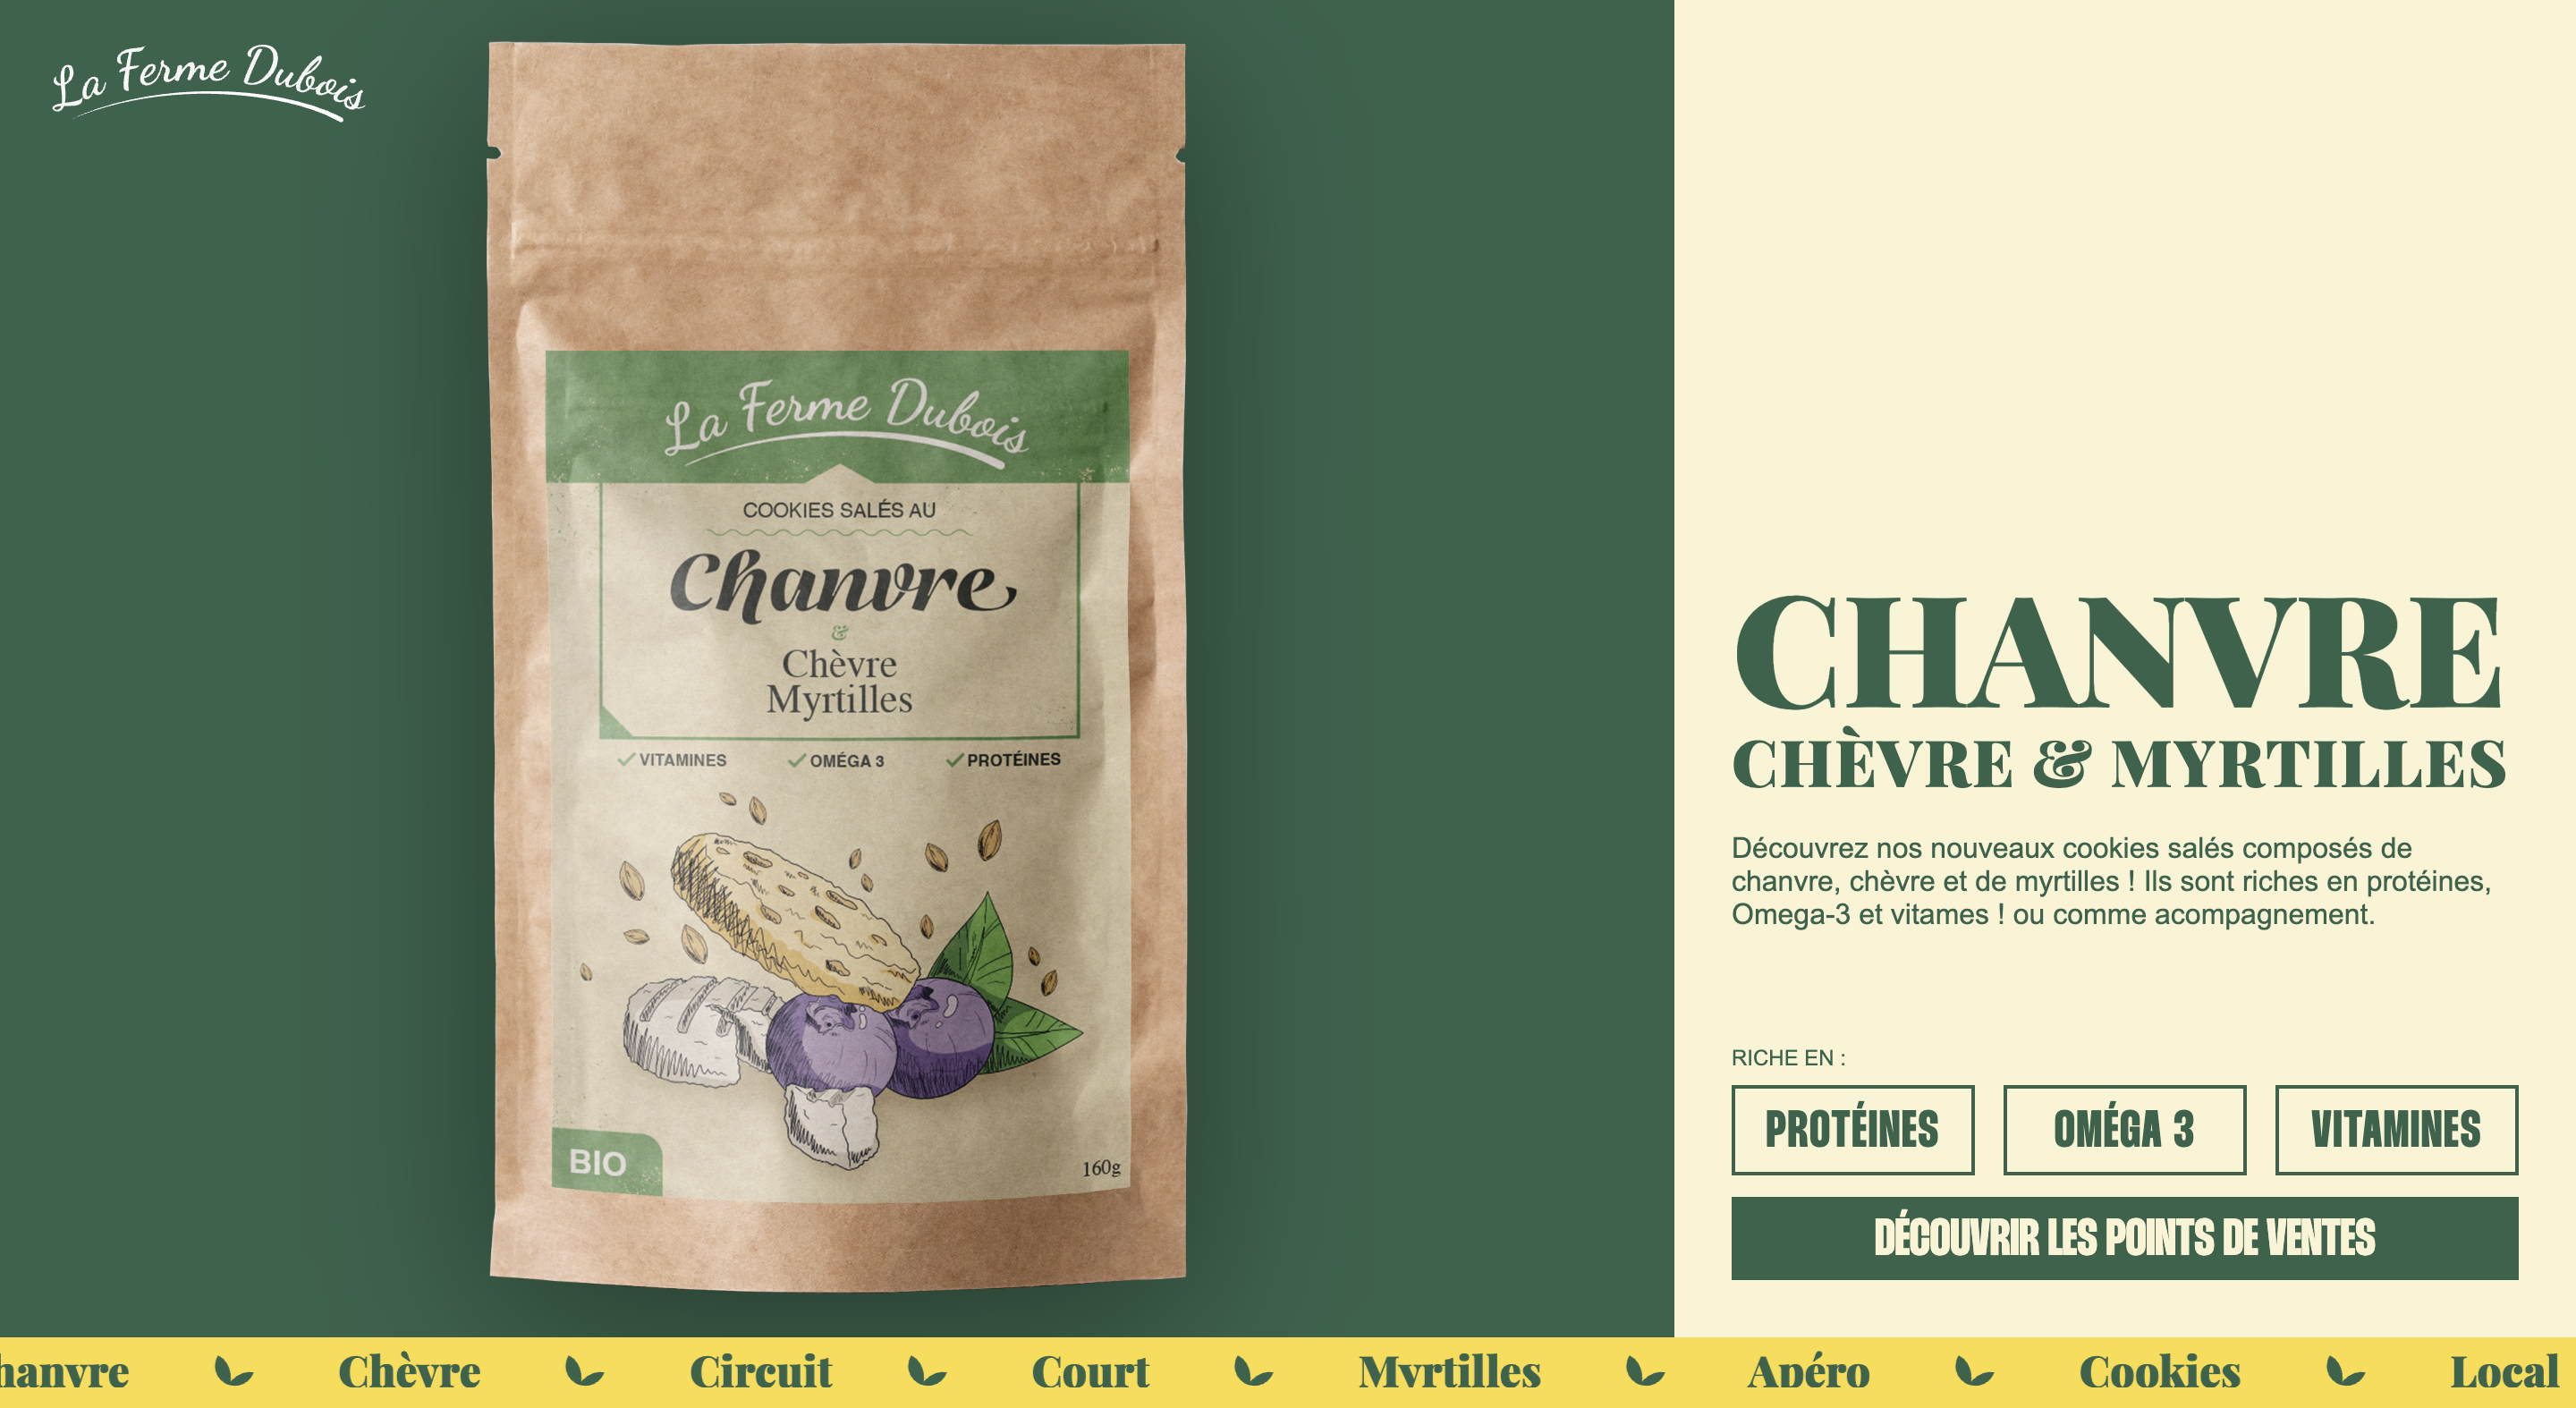 La Ferme Dubois
La Ferme Dubois
COOKIES SALÉS AU
Chanvre
&
Chèvre
Myrtilles
VITAMINES OMÉGA 3 PROTÉINES
BIO
160g
CHANVRE
CHÈVRE & MYRTILLES
Découvrez nos nouveaux cookies salés composés de
chanvre, chèvre et de myrtilles ! Ils sont riches en protéines,
Omega-3 et vitames ! ou comme acompagnement.
RICHE EN :
PROTÉINES OMÉGA 3 VITAMINES
DÉCOUVRIR LES POINTS DE VENTES
hanvre Chèvre Circuit Court Myrtilles Apéro Cookies Local